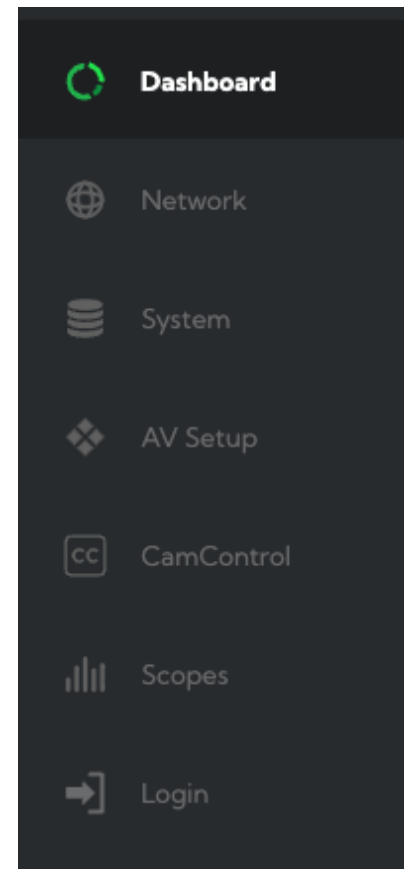 Dashboard
Network
System
AV Setup
CC CamControl
Scopes
Login